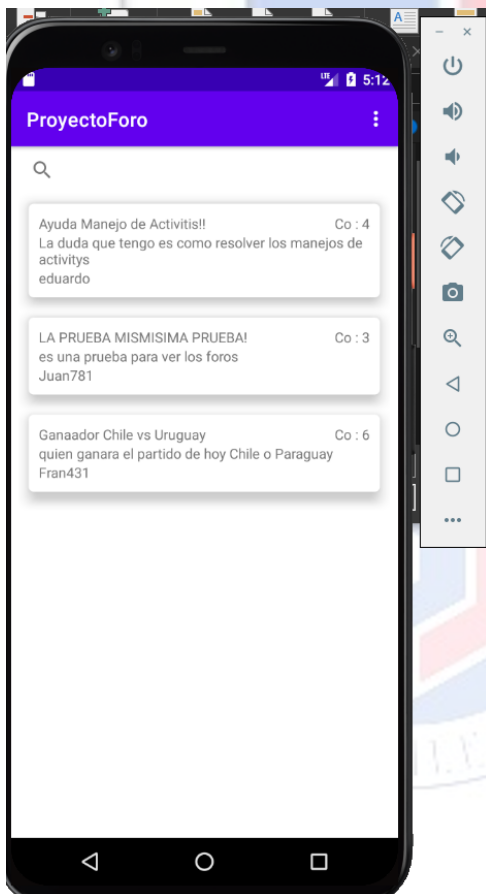 LTE 5:12
ProyectoForo
Ayuda Manejo de Activitis!! Co : 4
La duda que tengo es como resolver los manejos de
activitys
eduardo
LA PRUEBA MISMISIMA PRUEBA! Co : 3
es una prueba para ver los foros
Juan781
Ganaador Chile vs Uruguay Co : 6
quien ganara el partido de hoy Chile o Paraguay
Fran431